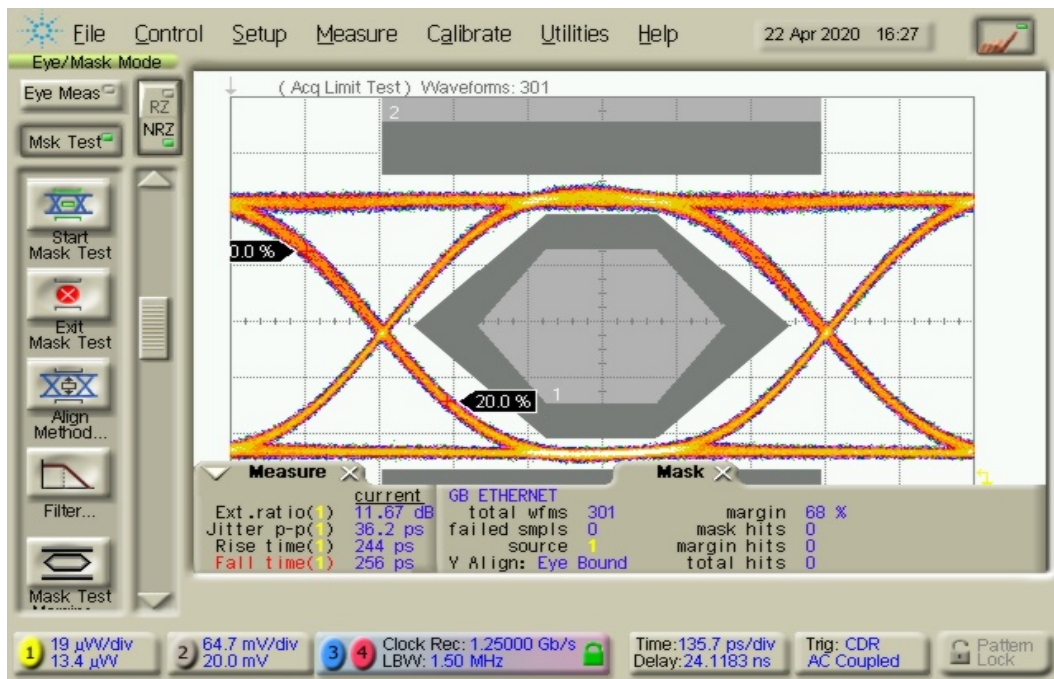 File Control Setup Measure Calibrate Utilities Help 22 Apr 2020 16:27
Eye/Mask Mode
Eye Meas
RZ
NRZ
Msk Test
( Acq Limit Test ) Waveforms: 301
2
Start
Mask Test
0.0 %
Exit
Mask Test
Align
Method...
20.0 %
1
Filter...
Mask Test
Measure
Mask
current
Ext.ratio(1) 11.67 dB
Jitter p-p(1) 36.2 ps
Rise time(1) 244 ps
Fall time(1) 256 ps
GB ETHERNET
total wfms 301 margin 68 %
failed smpls 0 mask hits 0
source 1 margin hits 0
Y Align: Eye Bound total hits 0
1 19 µW/div
13.4 µW
2 64.7 mV/div
20.0 mV
3 4 Clock Rec: 1.25000 Gb/s
LBW: 1.50 MHz
Time:135.7 ps/div
Delay:24.1183 ns
Trig: CDR
AC Coupled
Pattern
Lock